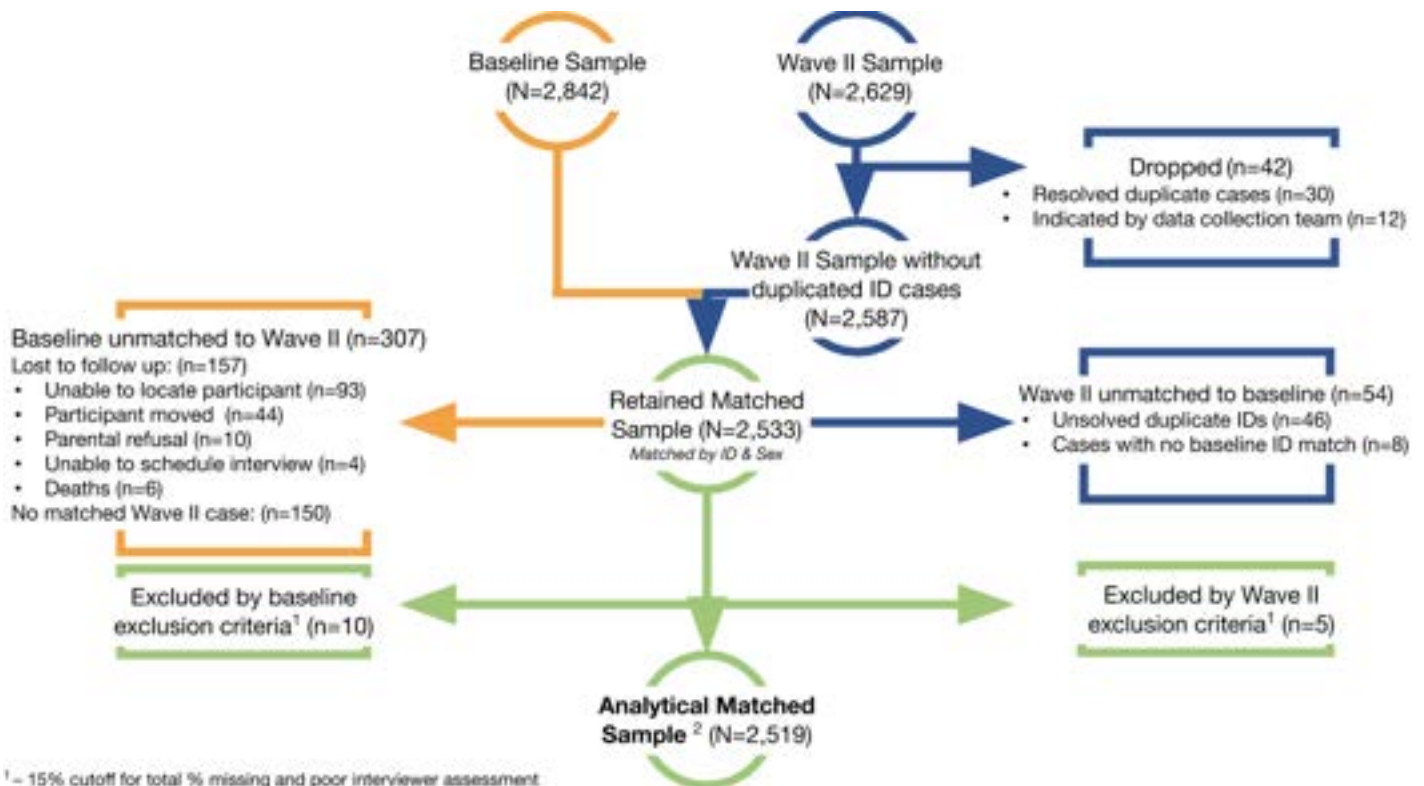 Baseline Sample
(N=2,842)
Wave II Sample
(N=2,629)
Dropped (n=42)
• Resolved duplicate cases (n=30)
• Indicated by data collection team (n=12)
Wave II Sample without
duplicated ID cases
(N=2,587)
Baseline unmatched to Wave II (n=307)
Lost to follow up: (n=157)
• Unable to locate participant (n=93)
• Participant moved (n=44)
• Parental refusal (n=10)
• Unable to schedule interview (n=4)
• Deaths (n=6)
No matched Wave II case: (n=150)
Retained Matched
Sample (N=2,533)
Matched by ID & Sex
Wave II unmatched to baseline (n=54)
• Unsolved duplicate IDs (n=46)
• Cases with no baseline ID match (n=8)
Excluded by baseline
exclusion criteria¹ (n=10)
Excluded by Wave II
exclusion criteria¹ (n=5)
Analytical Matched
Sample ² (N=2,519)
¹ – 15% cutoff for total % missing and poor interviewer assessment